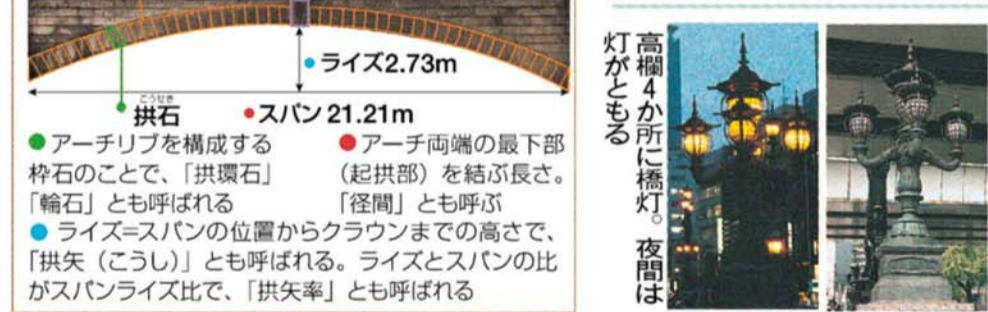 ライズ2.73m
こうせき
拱石
スパン 21.21m
アーチリブを構成する
枠石のことで、「拱環石」
「輪石」とも呼ばれる
アーチ両端の最下部
（起拱部）を結ぶ長さ。
「径間」とも呼ぶ
ライズ=スパンの位置からクラウンまでの高さで、
「拱矢（こうし）」とも呼ばれる。ライズとスパンの比
がスパンライズ比で、「拱矢率」とも呼ばれる
高欄4か所に橋灯。夜間は
灯がともる